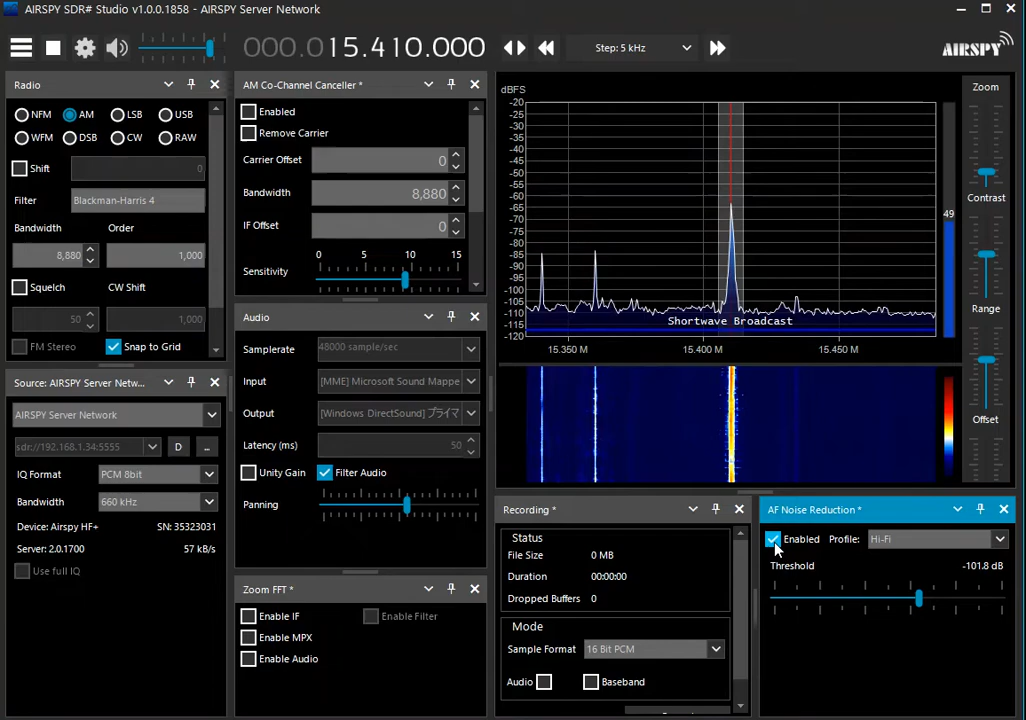 AIRSPY SDR# Studio v1.0.0.1858 - AIRSPY Server Network
000.015.410.000
Step: 5 kHz
AIRSPY
Radio
NFM AM LSB USB
WFM DSB CW RAW
Shift 0
Filter Blackman-Harris 4
Bandwidth Order
8,880 1,000
Squelch CW Shift
50 1,000
FM Stereo Snap to Grid
Source: AIRSPY Server Netw...
AIRSPY Server Network
sdr://192.168.1.34:5555 D ...
IQ Format PCM 8bit
Bandwidth 660 kHz
Device: Airspy HF+ SN: 35323031
Server: 2.0.1700 57 kB/s
Use full IQ
AM Co-Channel Canceller *
Enabled
Remove Carrier
Carrier Offset 0
Bandwidth 8,880
IF Offset 0
0 5 10 15
Sensitivity
Audio
Samplerate 48000 sample/sec
Input [MME] Microsoft Sound Mappe
Output [Windows DirectSound] プライマ
Latency (ms) 50
Unity Gain Filter Audio
Panning
Zoom FFT *
Enable IF Enable Filter
Enable MPX
Enable Audio
dBFS
-20
-25
-30
-35
-40
-45
-50
-55
-60
-65
-70
-75
-80
-85
-90
-95
-100
-105
-110
-115
-120
Shortwave Broadcast
15.350 M 15.400 M 15.450 M
49
Zoom
Contrast
Range
Offset
Recording *
Status
File Size 0 MB
Duration 00:00:00
Dropped Buffers 0
Mode
Sample Format 16 Bit PCM
Audio Baseband
AF Noise Reduction *
Enabled Profile: Hi-Fi
Threshold -101.8 dB